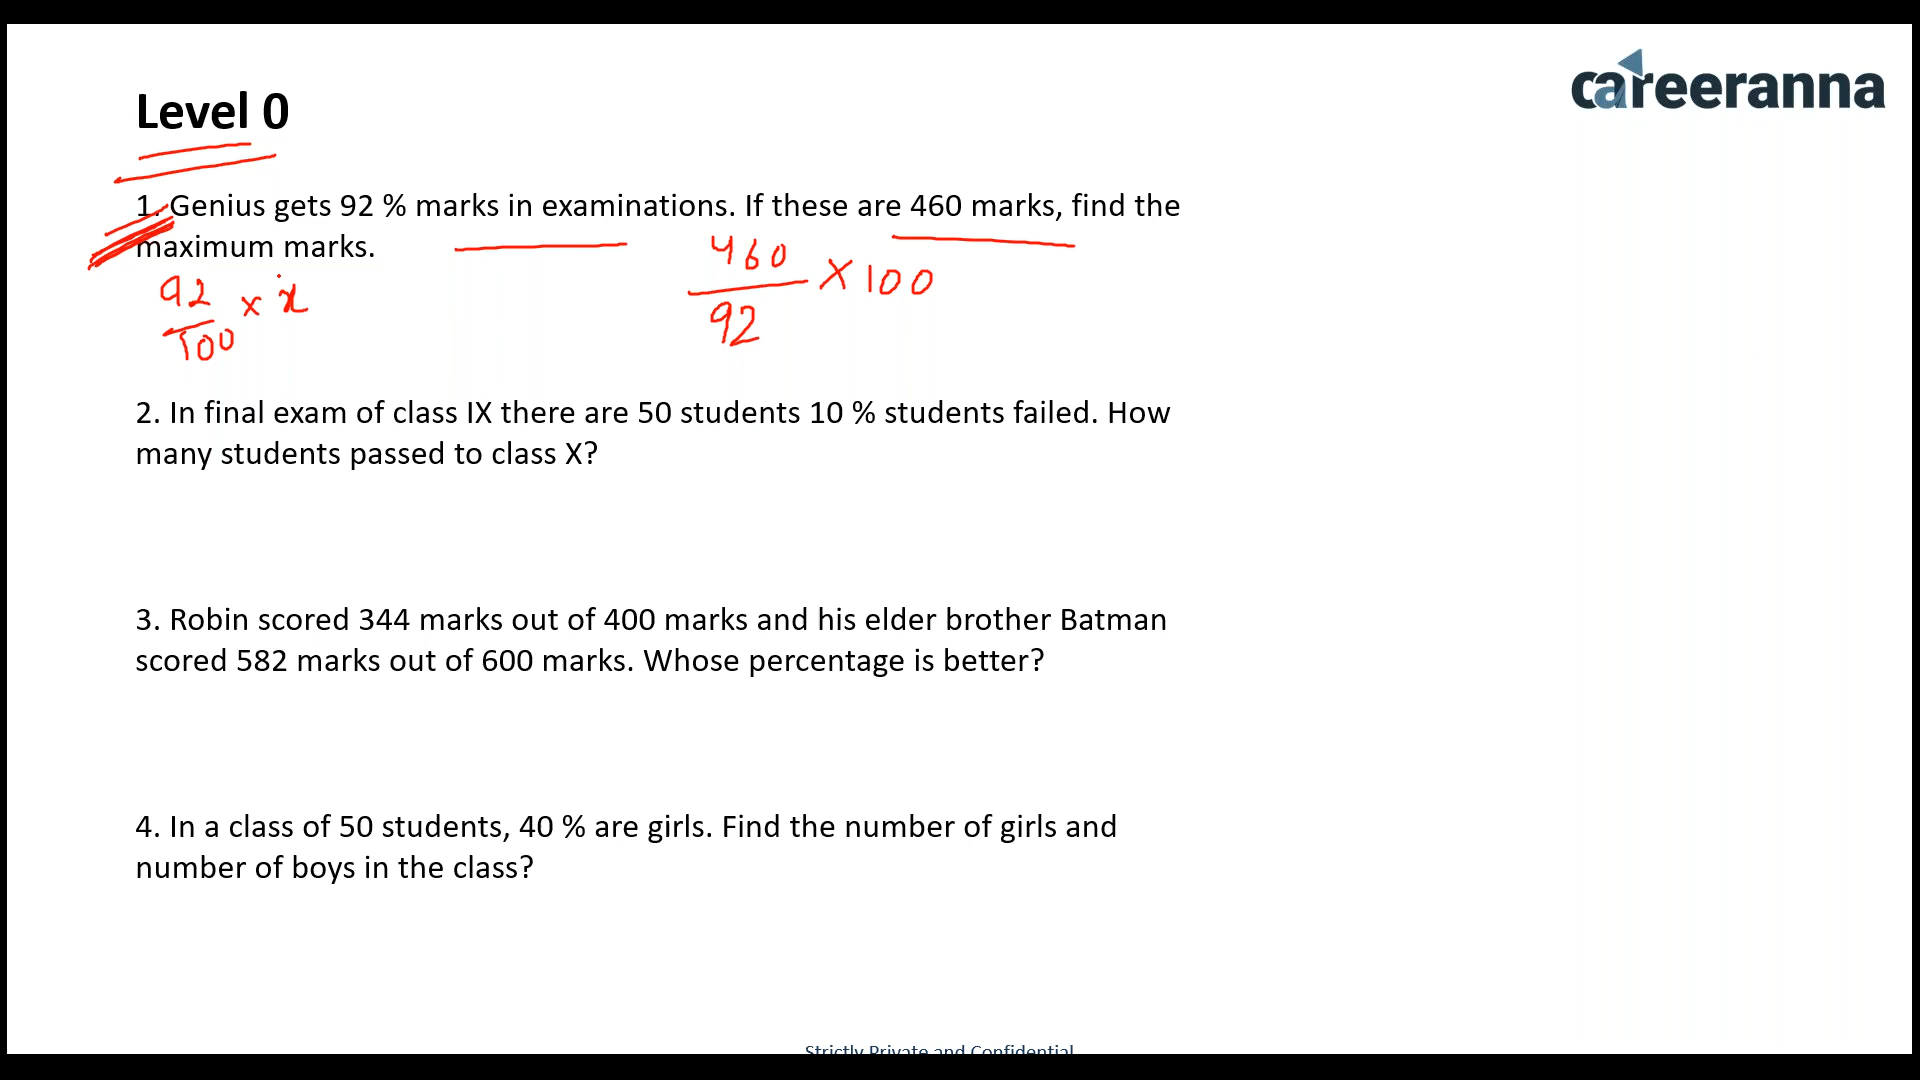 careeranna
Level 0
1. Genius gets 92 % marks in examinations. If these are 460 marks, find the
maximum marks.
92/100 × x
460/92 × 100
2. In final exam of class IX there are 50 students 10 % students failed. How
many students passed to class X?
3. Robin scored 344 marks out of 400 marks and his elder brother Batman
scored 582 marks out of 600 marks. Whose percentage is better?
4. In a class of 50 students, 40 % are girls. Find the number of girls and
number of boys in the class?
Strictly Private and Confidential